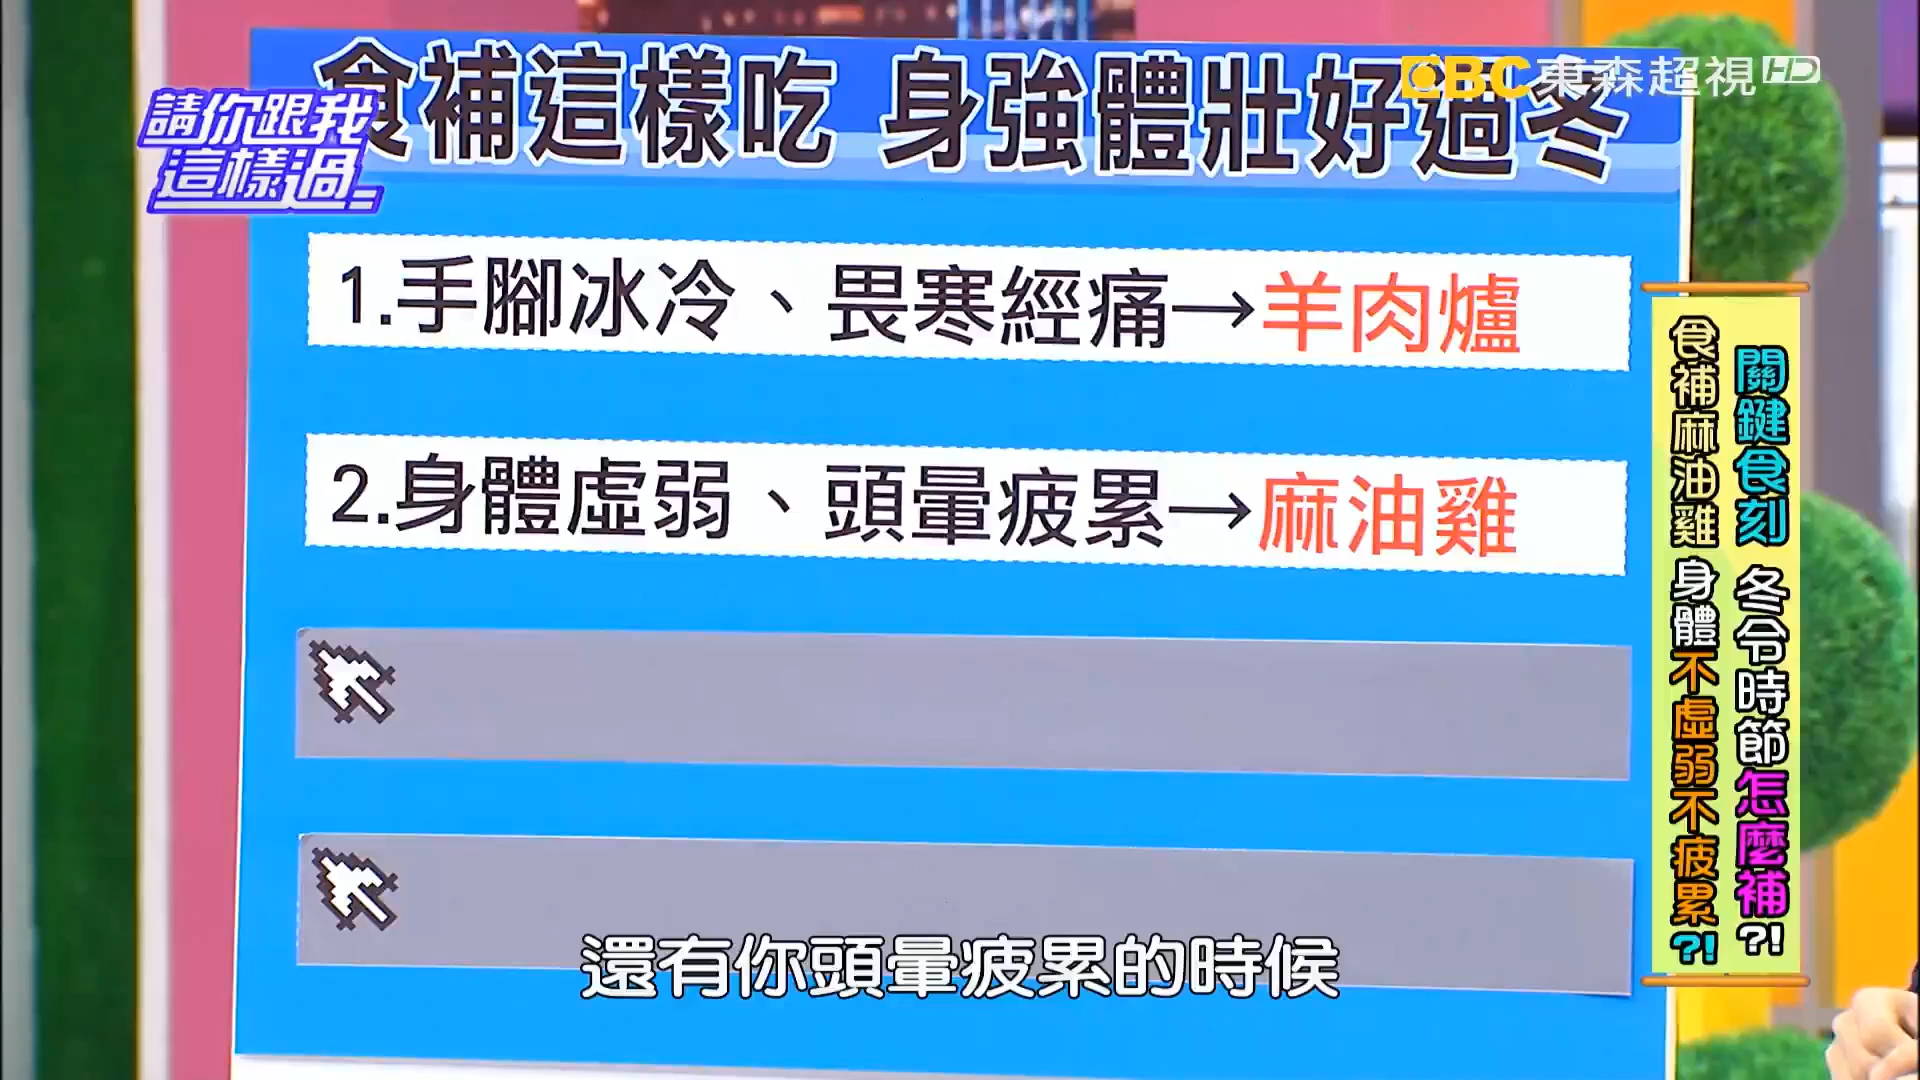 食補這樣吃 身強體壯好過冬
EBC東森超視HD
請你跟我
這樣過
1.手腳冰冷、畏寒經痛→羊肉爐
2.身體虛弱、頭暈疲累→麻油雞
關鍵食刻 冬令時節怎麼補?!
食補麻油雞 身體不虛弱不疲累?!
還有你頭暈疲累的時候